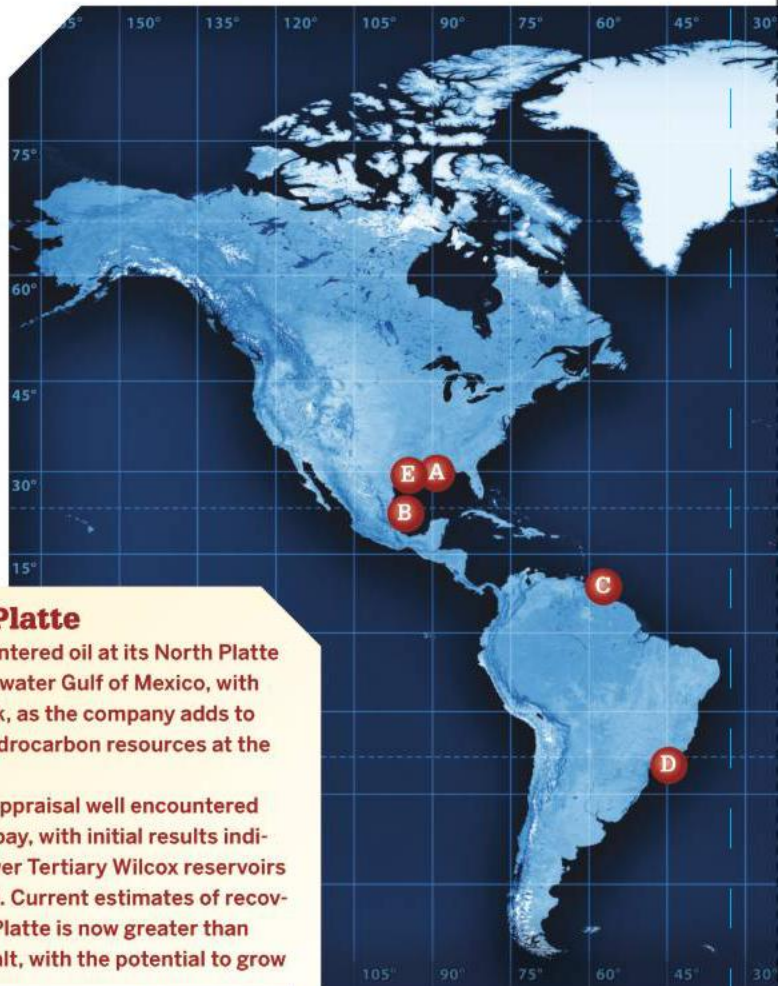 5° 150° 120° 105° 90° 75° 60° 45° 30°
75°
60°
45°
30°
E A
B
15°
C
D
Platte
ntered oil at its North Platte
water Gulf of Mexico, with
k, as the company adds to
drocarbon resources at the
ppraisal well encountered
pay, with initial results indi-
ver Tertiary Wilcox reservoirs
. Current estimates of recov-
Platte is now greater than
alt, with the potential to grow
105° 90° 75° 60° 45° 30°